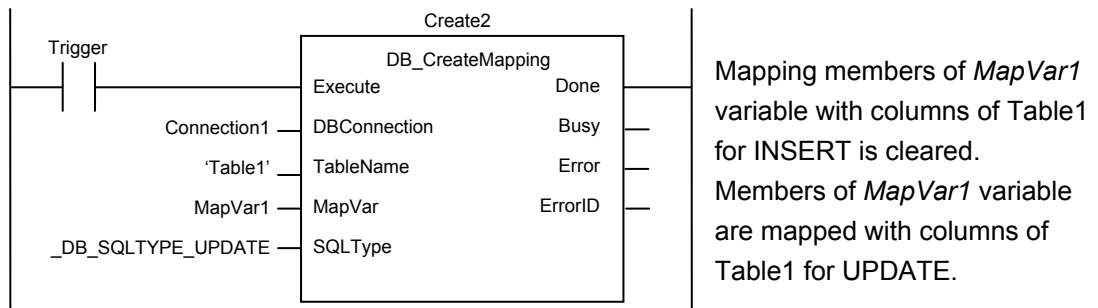 Create2
Trigger
DB_CreateMapping
Execute Done
Connection1 DBConnection Busy
‘Table1’ TableName Error
MapVar1 MapVar ErrorID
_DB_SQLTYPE_UPDATE SQLType
Mapping members of MapVar1
variable with columns of Table1
for INSERT is cleared.
Members of MapVar1 variable
are mapped with columns of
Table1 for UPDATE.